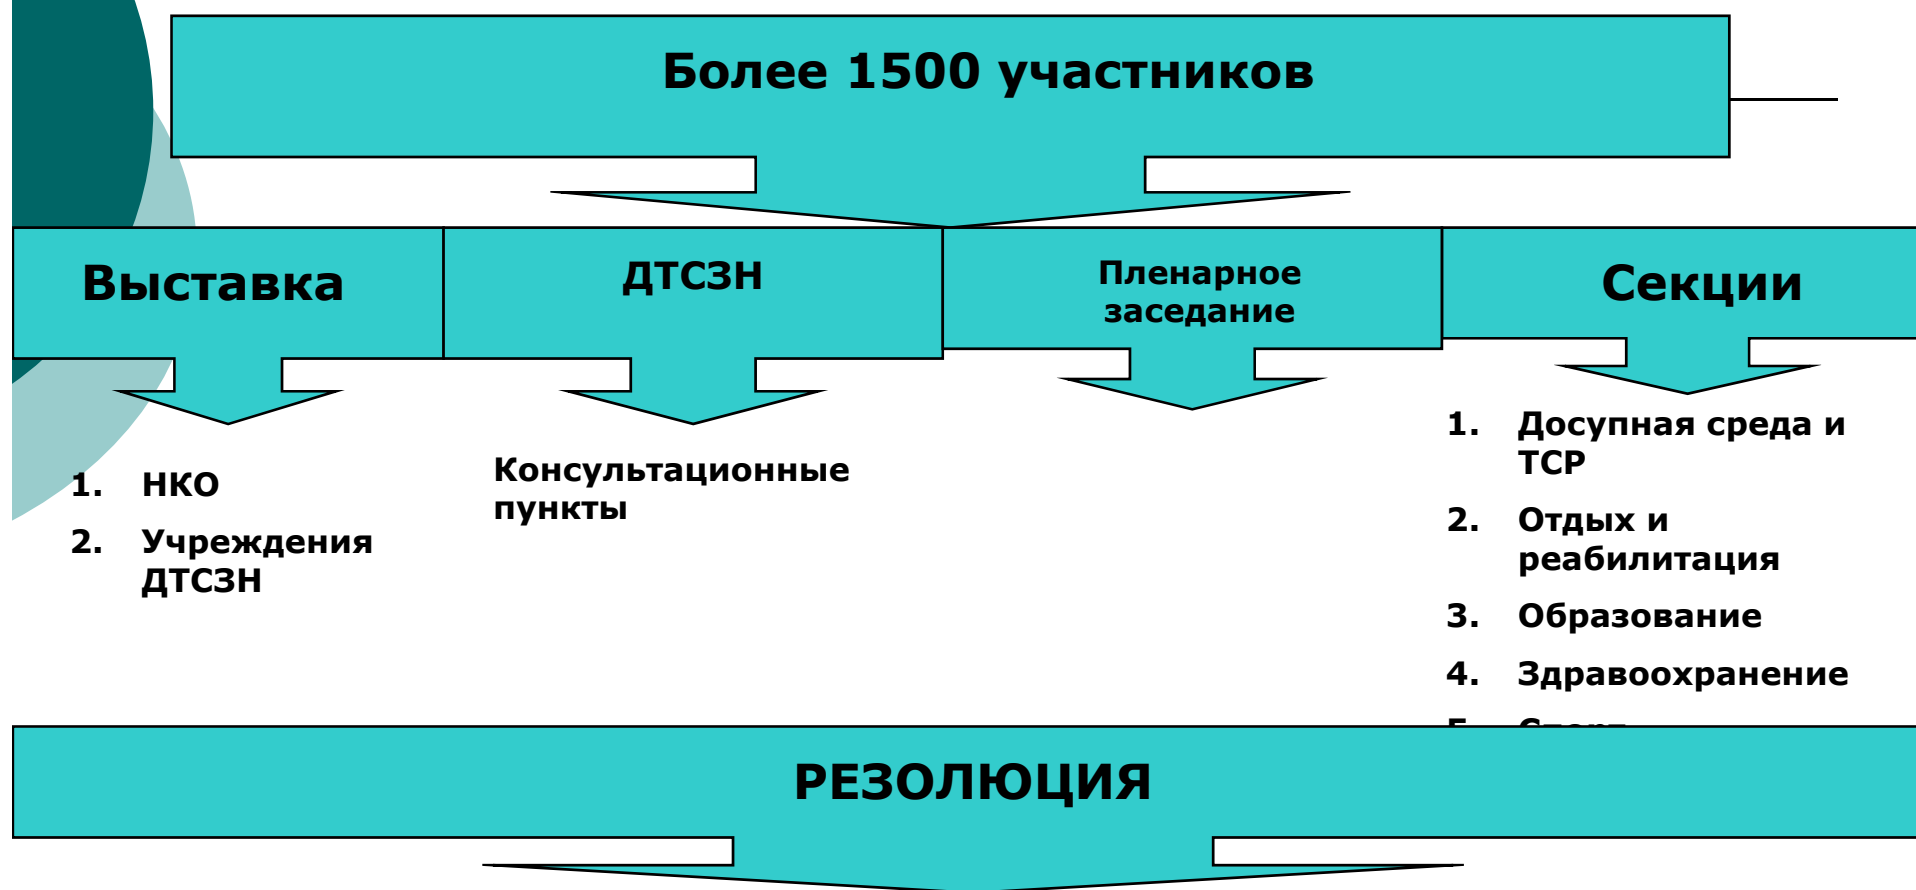 Более 1500 участников
Выставка
ДТСЗН
Пленарное
заседание
Секции
1. НКО
2. Учреждения
ДТСЗН
Консультационные
пункты
1. Досупная среда и
ТСР
2. Отдых и
реабилитация
3. Образование
4. Здравоохранение
РЕЗОЛЮЦИЯ